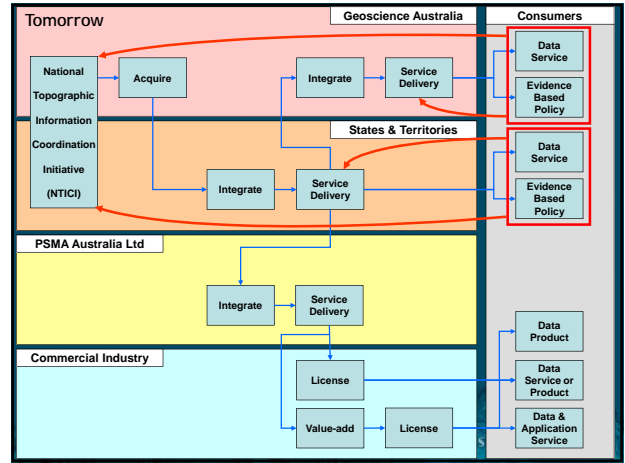 Tomorrow
Geoscience Australia
Consumers
National
Topographic
Information
Coordination
Initiative
(NTICI)
Acquire
Integrate
Service
Delivery
Data
Service
Evidence
Based
Policy
States & Territories
Integrate
Service
Delivery
Data
Service
Evidence
Based
Policy
PSMA Australia Ltd
Integrate
Service
Delivery
Commercial Industry
License
Value-add
License
Data
Product
Data
Service or
Product
Data &
Application
Service